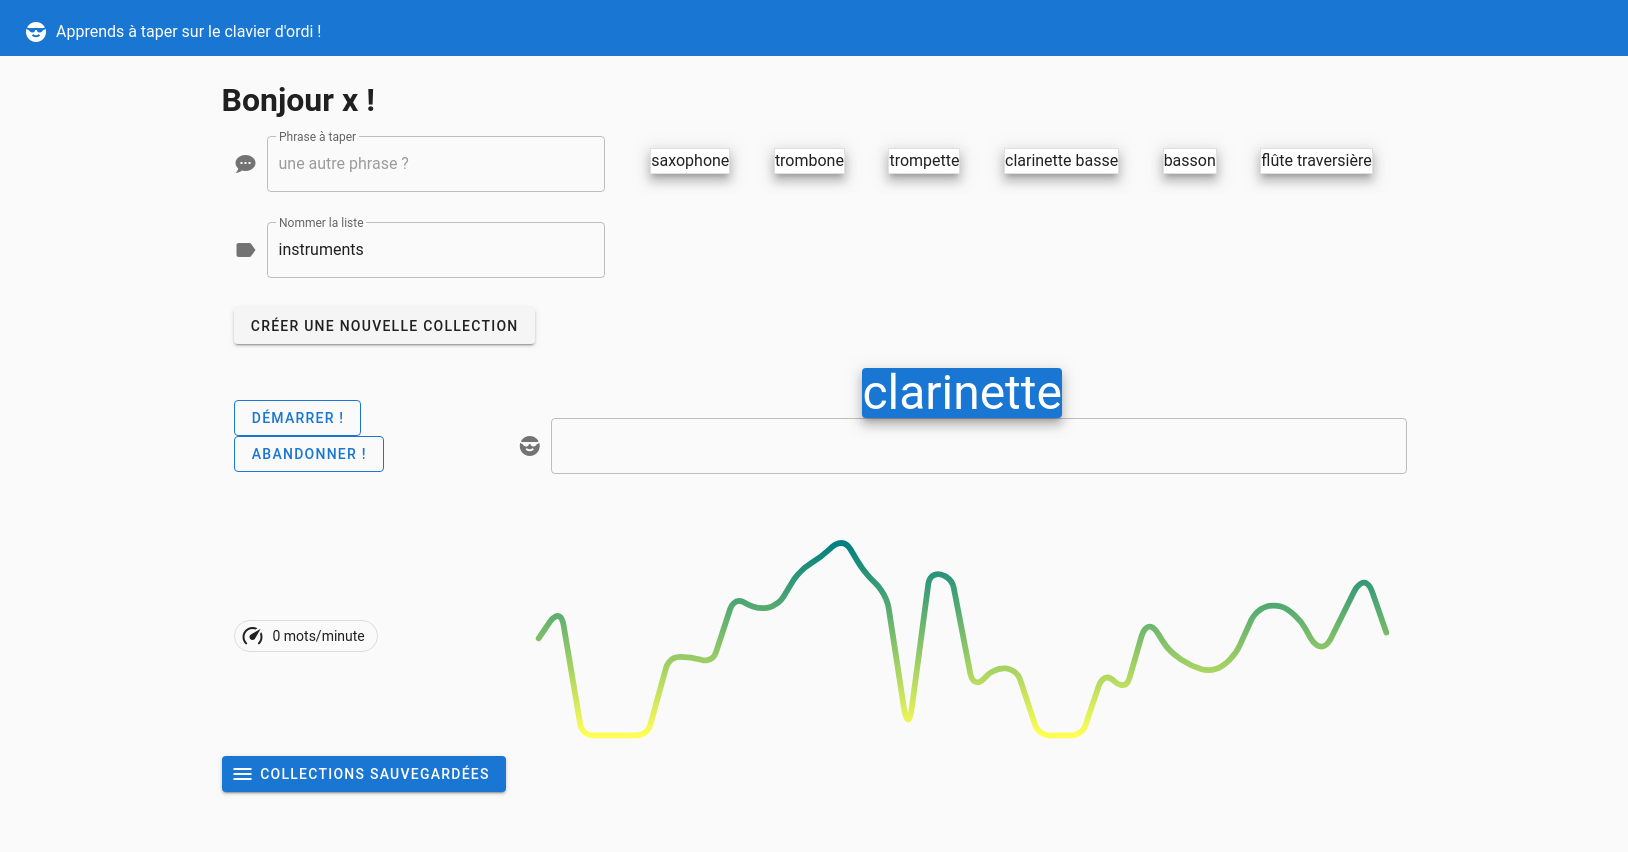 Apprends à taper sur le clavier d'ordi !
Bonjour x !
Phrase à taper
une autre phrase ?
saxophone trombone trompette clarinette basse basson flûte traversière
Nommer la liste
instruments
CRÉER UNE NOUVELLE COLLECTION
clarinette
DÉMARRER !
ABANDONNER !
0 mots/minute
COLLECTIONS SAUVEGARDÉES